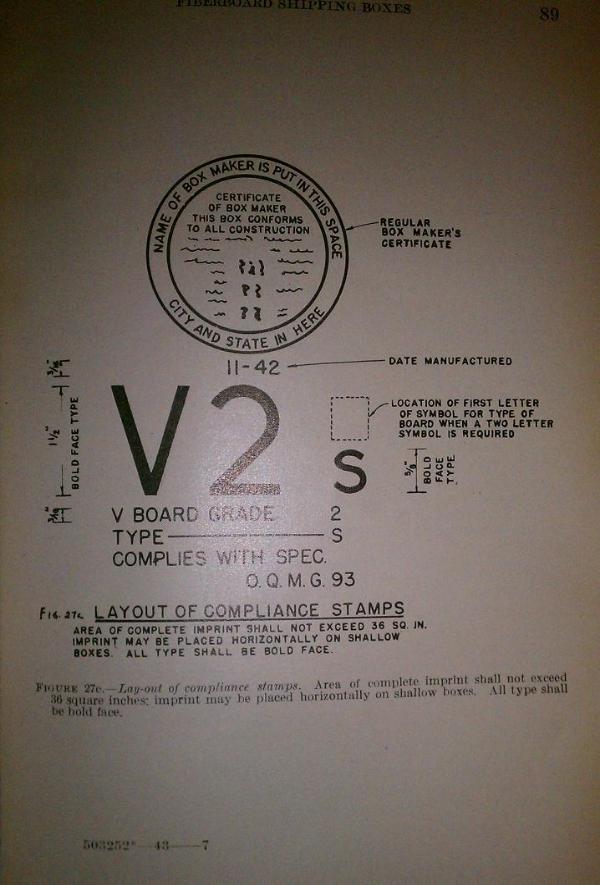 FIBERBOARD SHIPPING BOXES
89
NAME OF BOX MAKER IS PUT IN THIS SPACE
CERTIFICATE
OF BOX MAKER
THIS BOX CONFORMS
TO ALL CONSTRUCTION
CITY AND STATE IN HERE
REGULAR
BOX MAKER'S
CERTIFICATE
11-42
DATE MANUFACTURED
1½"
BOLD FACE TYPE
V2
LOCATION OF FIRST LETTER
OF SYMBOL FOR TYPE OF
BOARD WHEN A TWO LETTER
SYMBOL IS REQUIRED
S
BOLD
FACE
TYPE.
V BOARD GRADE 2
TYPE S
COMPLIES WITH SPEC.
O.Q.M.G. 93
FIG. 27c LAYOUT OF COMPLIANCE STAMPS
AREA OF COMPLETE IMPRINT SHALL NOT EXCEED 36 SQ. IN.
IMPRINT MAY BE PLACED HORIZONTALLY ON SHALLOW
BOXES. ALL TYPE SHALL BE BOLD FACE.
FIGURE 27c.—Lay-out of compliance stamps. Area of complete imprint shall not exceed
36 square inches; imprint may be placed horizontally on shallow boxes. All type shall
be bold face.
503252°—43——7